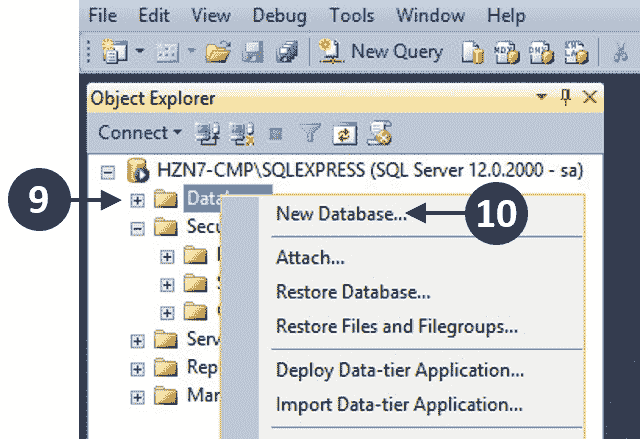 File Edit View Debug Tools Window Help
New Query
Object Explorer
Connect
HZN7-CMP\SQLEXPRESS (SQL Server 12.0.2000 - sa)
9
New Database...
10
Secu
Attach...
Restore Database...
Restore Files and Filegroups...
Serv
Rep
Deploy Data-tier Application...
Mar
Import Data-tier Application...